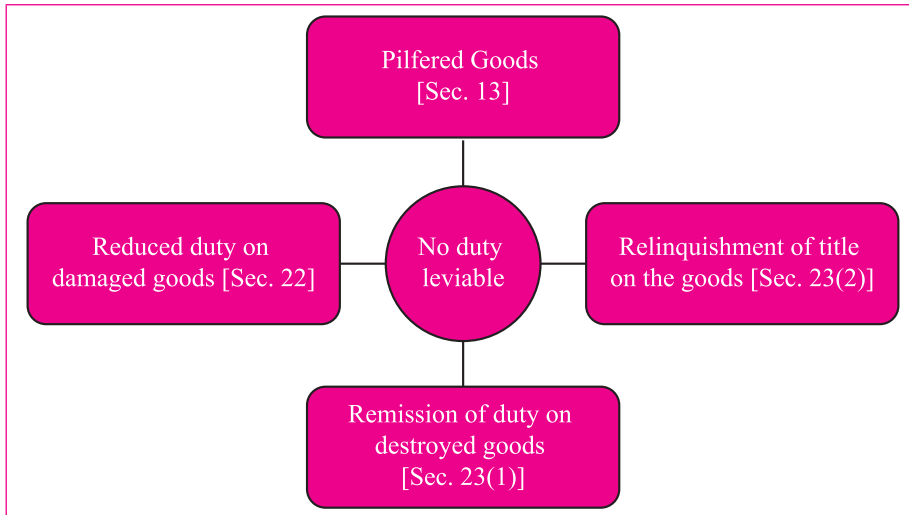 Pilfered Goods
[Sec. 13]
Reduced duty on
damaged goods [Sec. 22]
No duty
leviable
Relinquishment of title
on the goods [Sec. 23(2)]
Remission of duty on
destroyed goods
[Sec. 23(1)]